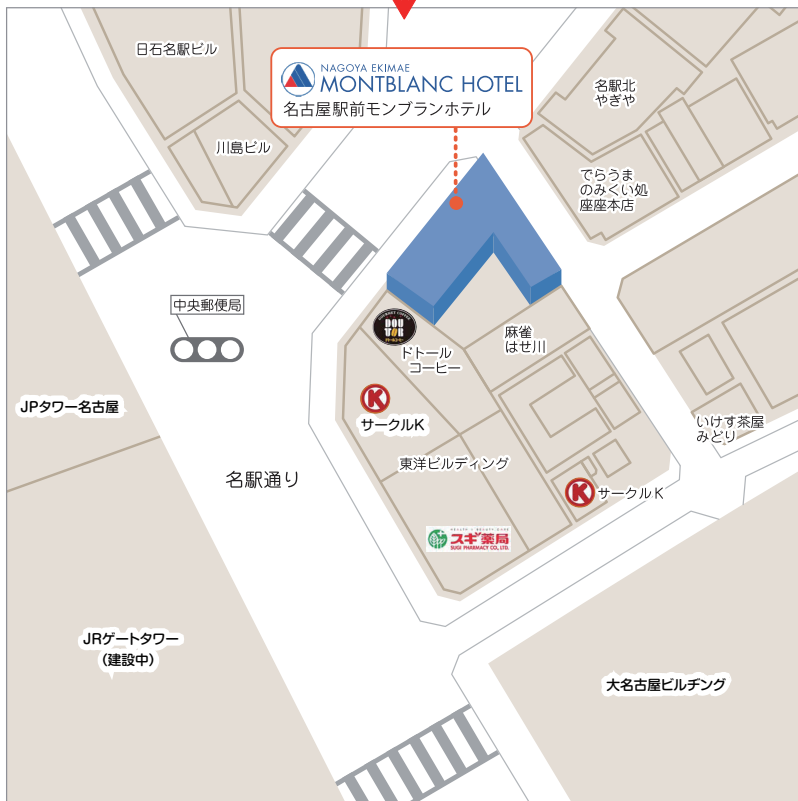 日石名駅ビル
NAGOYA EKIMAE
MONTBLANC HOTEL
名古屋駅前モンブランホテル
名駅北
やぎや
川島ビル
でらうま
のみくい処
座座本店
中央郵便局
DOU
TOR
ドトール
コーヒー
麻雀
はせ川
K
サークルK
JPタワー名古屋
いけす茶屋
みどり
名駅通り
東洋ビルディング
K
サークルK
スギ薬局
SUGI PHARMACY CO., LTD.
JRゲートタワー
(建設中)
大名古屋ビルヂング